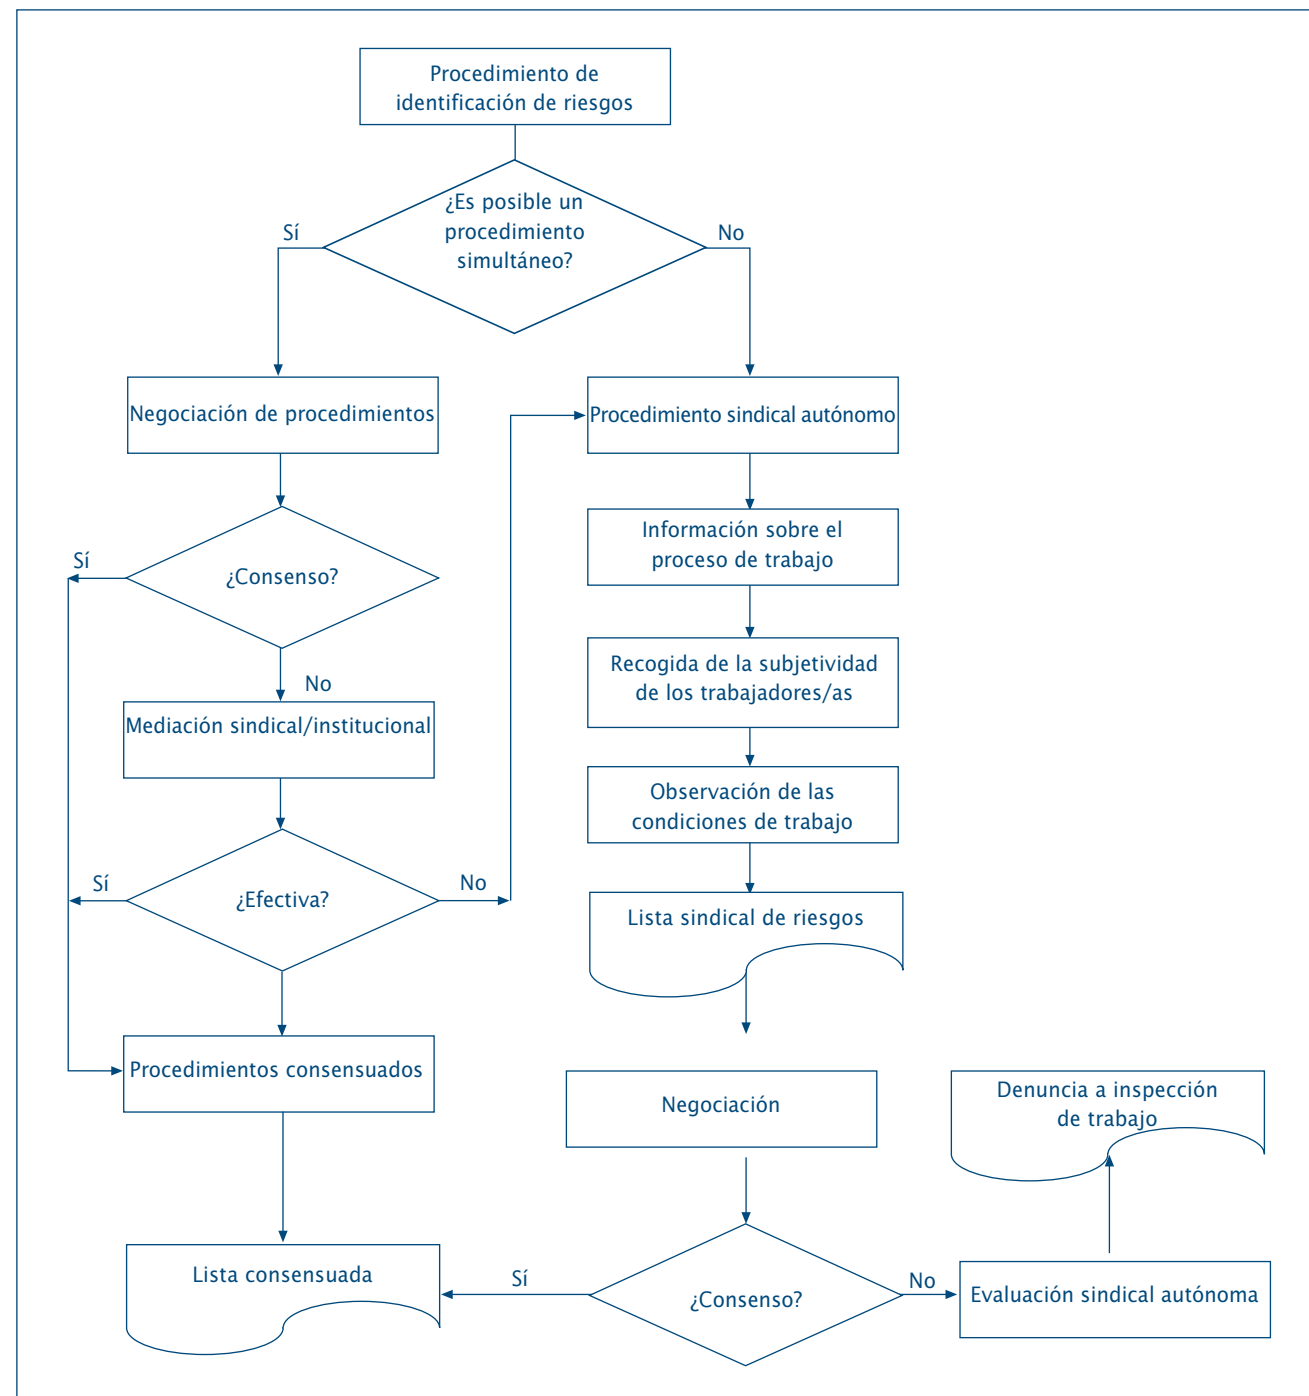 Procedimiento de
identificación de riesgos
¿Es posible un
procedimiento
simultáneo?
Sí
No
Negociación de procedimientos
Procedimiento sindical autónomo
Información sobre el
proceso de trabajo
Sí
¿Consenso?
No
Recogida de la subjetividad
de los trabajadores/as
Mediación sindical/institucional
Observación de las
condiciones de trabajo
Sí
¿Efectiva?
No
Lista sindical de riesgos
Procedimientos consensuados
Negociación
Denuncia a inspección
de trabajo
Lista consensuada
Sí
¿Consenso?
No
Evaluación sindical autónoma